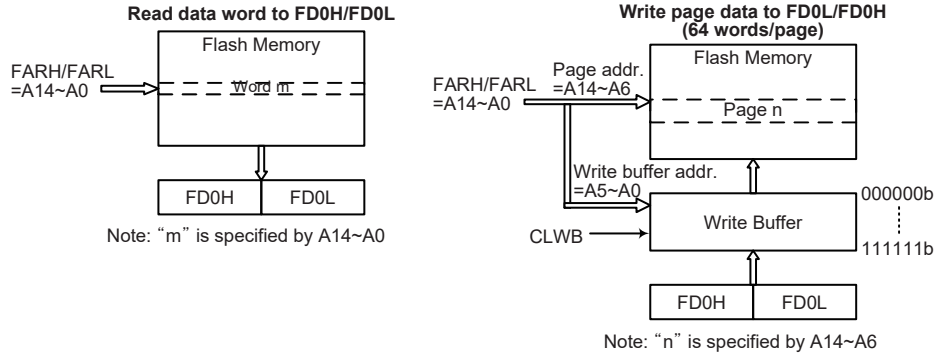 Read data word to FD0H/FD0L
Flash Memory
FARH/FARL
=A14~A0
Word m
FD0H FD0L
Note: “m” is specified by A14~A0
Write page data to FD0L/FD0H
(64 words/page)
Flash Memory
Page addr.
=A14~A6
FARH/FARL
=A14~A0
Page n
Write buffer addr.
=A5~A0
000000b
Write Buffer
CLWB
111111b
FD0H FD0L
Note: “n” is specified by A14~A6